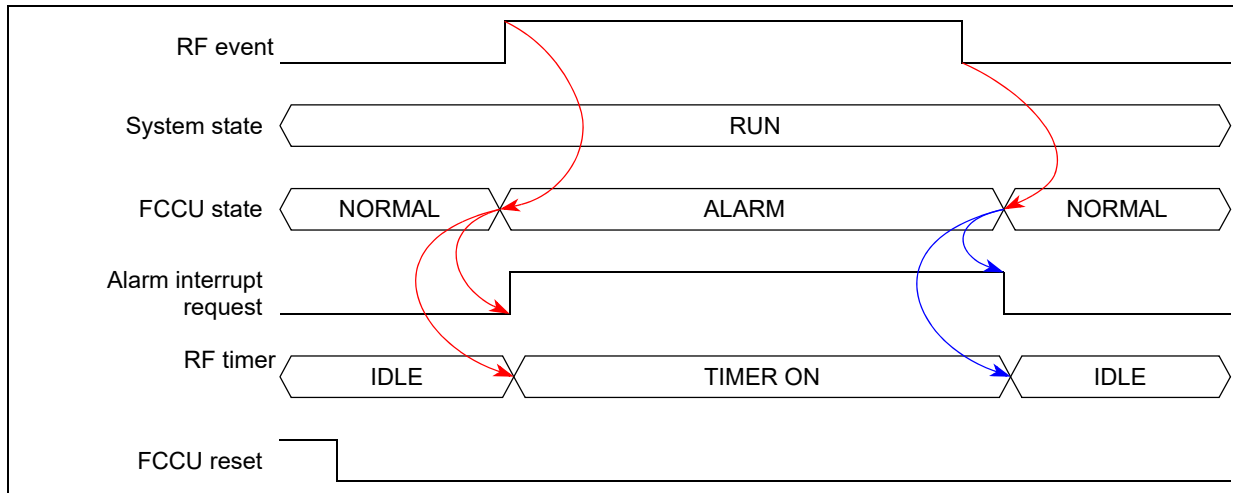 RF event
System state
RUN
FCCU state
NORMAL
ALARM
NORMAL
Alarm interrupt
request
RF timer
IDLE
TIMER ON
IDLE
FCCU reset